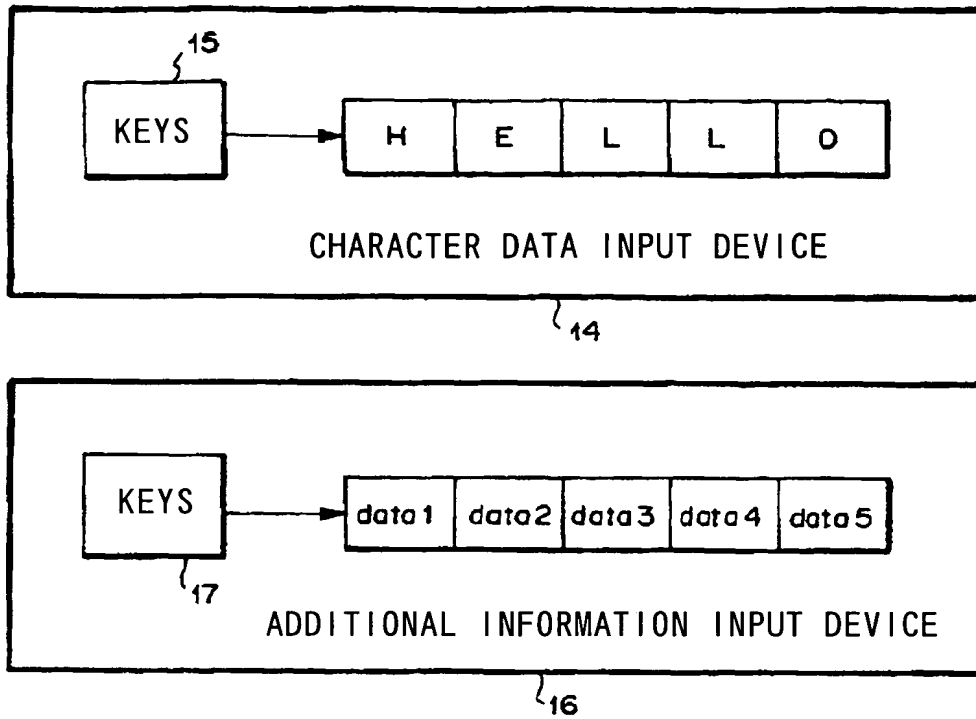 15
KEYS H E L L O
CHARACTER DATA INPUT DEVICE
14
KEYS data1 data2 data3 data4 data5
17
ADDITIONAL INFORMATION INPUT DEVICE
16